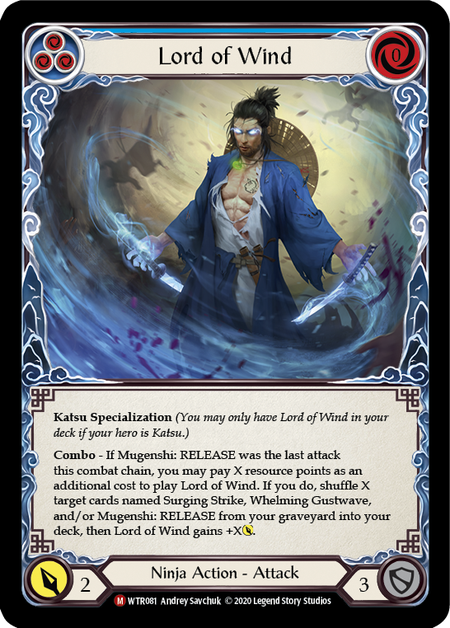 Lord of Wind
0
Katsu Specialization (You may only have Lord of Wind in your
deck if your hero is Katsu.)
Combo - If Mugenshi: RELEASE was the last attack
this combat chain, you may pay X resource points as an
additional cost to play Lord of Wind. If you do, shuffle X
target cards named Surging Strike, Whelming Gustwave,
and/or Mugenshi: RELEASE from your graveyard into your
deck, then Lord of Wind gains +X.
2
Ninja Action - Attack
3
M WTR081 Andrey Savchuk © 2020 Legend Story Studios